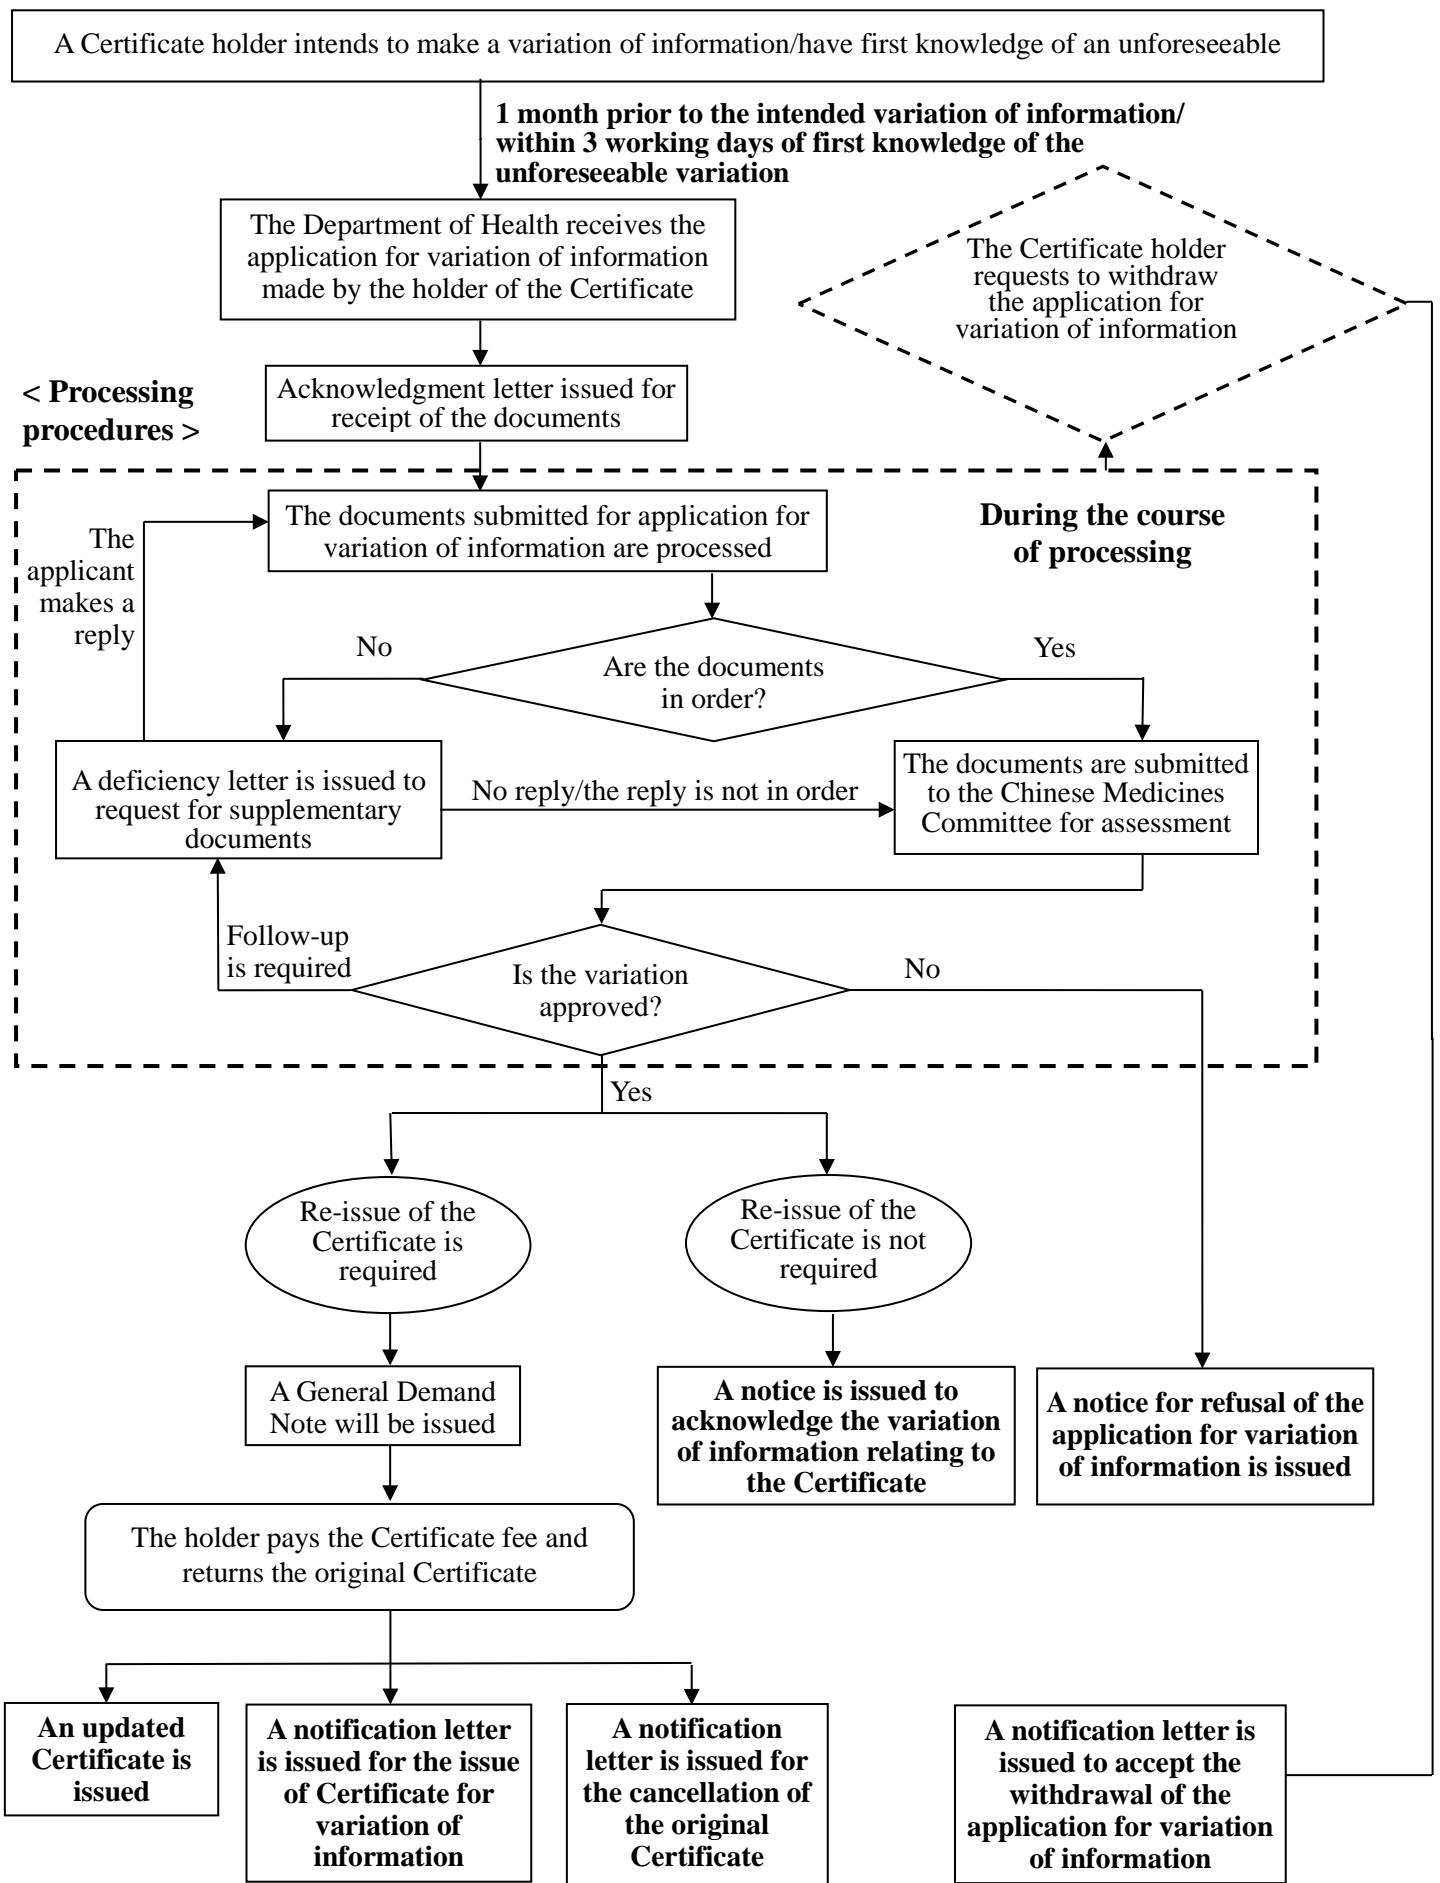 A Certificate holder intends to make a variation of information/have first knowledge of an unforeseeable
1 month prior to the intended variation of information/
within 3 working days of first knowledge of the
unforeseeable variation
The Department of Health receives the
application for variation of information
made by the holder of the Certificate
The Certificate holder
requests to withdraw
the application for
variation of information
Acknowledgment letter issued for
receipt of the documents
< Processing
procedures >
The documents submitted for application for
variation of information are processed
During the course
of processing
The
applicant
makes a
reply
No
Are the documents
in order?
Yes
A deficiency letter is issued to
request for supplementary
documents
No reply/the reply is not in order
The documents are submitted
to the Chinese Medicines
Committee for assessment
Follow-up
is required
Is the variation
approved?
No
Yes
Re-issue of the
Certificate is
required
Re-issue of the
Certificate is not
required
A General Demand
Note will be issued
A notice is issued to
acknowledge the variation
of information relating to
the Certificate
A notice for refusal of the
application for variation
of information is issued
The holder pays the Certificate fee and
returns the original Certificate
An updated
Certificate is
issued
A notification letter
is issued for the issue
of Certificate for
variation of
information
A notification
letter is issued for
the cancellation of
the original
Certificate
A notification letter is
issued to accept the
withdrawal of the
application for variation
of information